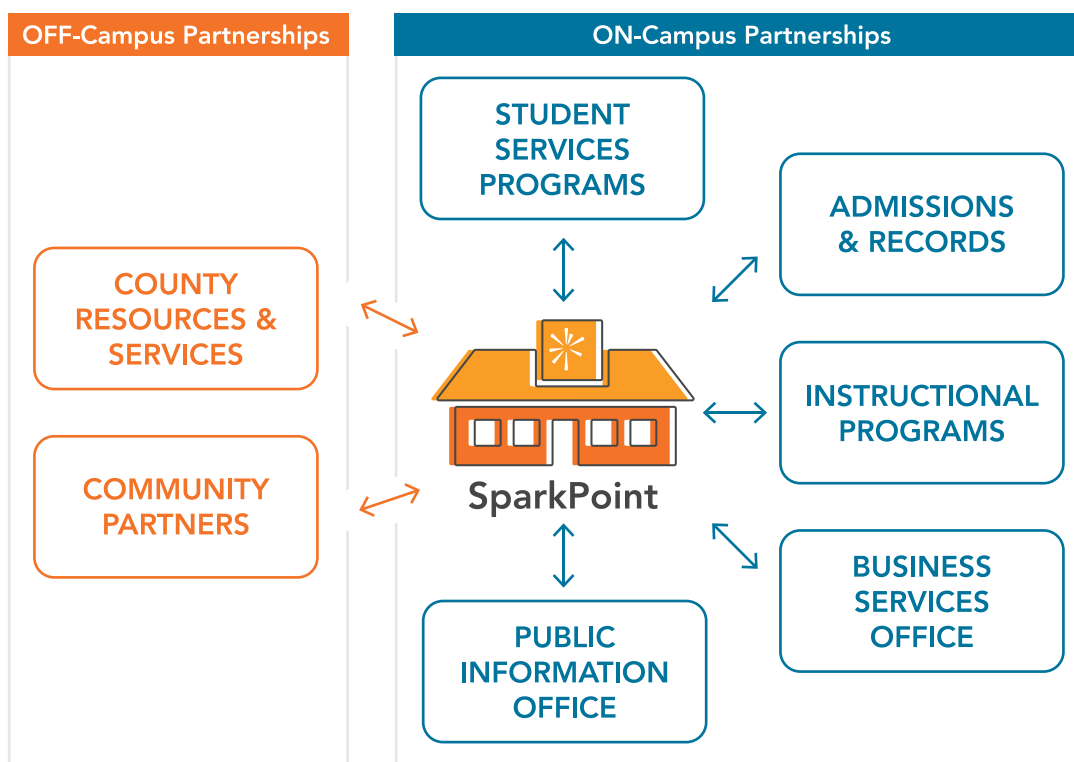 OFF-Campus Partnerships
COUNTY
RESOURCES &
SERVICES
COMMUNITY
PARTNERS
ON-Campus Partnerships
STUDENT
SERVICES
PROGRAMS
ADMISSIONS
& RECORDS
INSTRUCTIONAL
PROGRAMS
SparkPoint
BUSINESS
SERVICES
OFFICE
PUBLIC
INFORMATION
OFFICE